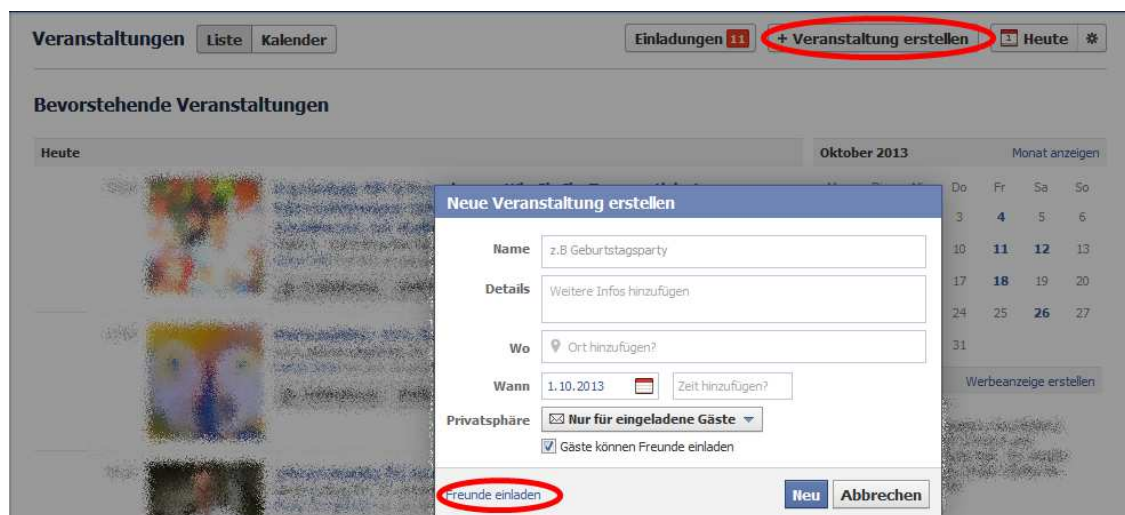 Veranstaltungen Liste Kalender Einladungen 11 + Veranstaltung erstellen 1 Heute
Bevorstehende Veranstaltungen
Heute
Oktober 2013 Monat anzeigen
Do Fr Sa So
3 4 5 6
10 11 12 13
17 18 19 20
24 25 26 27
31
Werbeanzeige erstellen
Neue Veranstaltung erstellen
Name z.B Geburtstagsparty
Details Weitere Infos hinzufügen
Wo Ort hinzufügen?
Wann 1.10.2013 Zeit hinzufügen?
Privatsphäre Nur für eingeladene Gäste
Gäste können Freunde einladen
Freunde einladen Neu Abbrechen